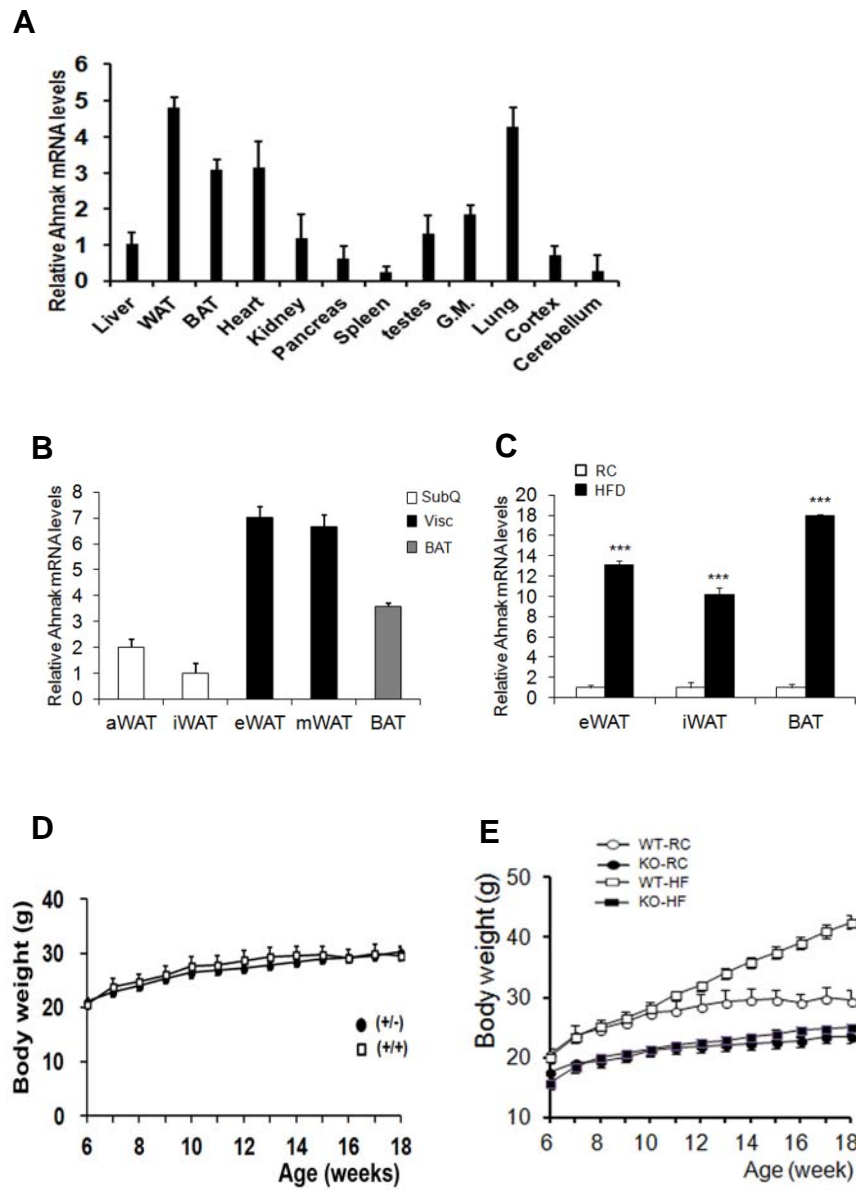 A
Relative Ahnak mRNA levels
6
5
4
3
2
1
0
Liver
WAT
BAT
Heart
Kidney
Pancreas
Spleen
testes
G.M.
Lung
Cortex
Cerebellum
B
Relative Ahnak mRNA levels
8
7
6
5
4
3
2
1
0
SubQ
Visc
BAT
aWAT iWAT eWAT mWAT BAT
C
RC
HFD
Relative Ahnak mRNA levels
20
18
16
14
12
10
8
6
4
2
0
***
***
***
eWAT iWAT BAT
D
Body weight (g)
40
30
20
10
0
(+/-)
(+/+)
6 8 10 12 14 16 18
Age (weeks)
E
WT-RC
KO-RC
WT-HF
KO-HF
Body weight (g)
50
40
30
20
10
6 8 10 12 14 16 18
Age (week)